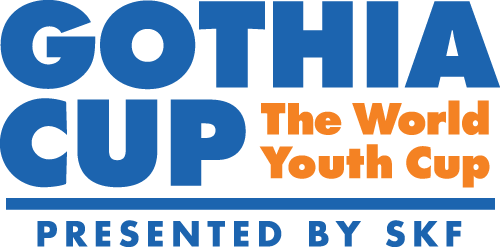 GOTHIA
CUP
The World
Youth Cup
PRESENTED BY SKF